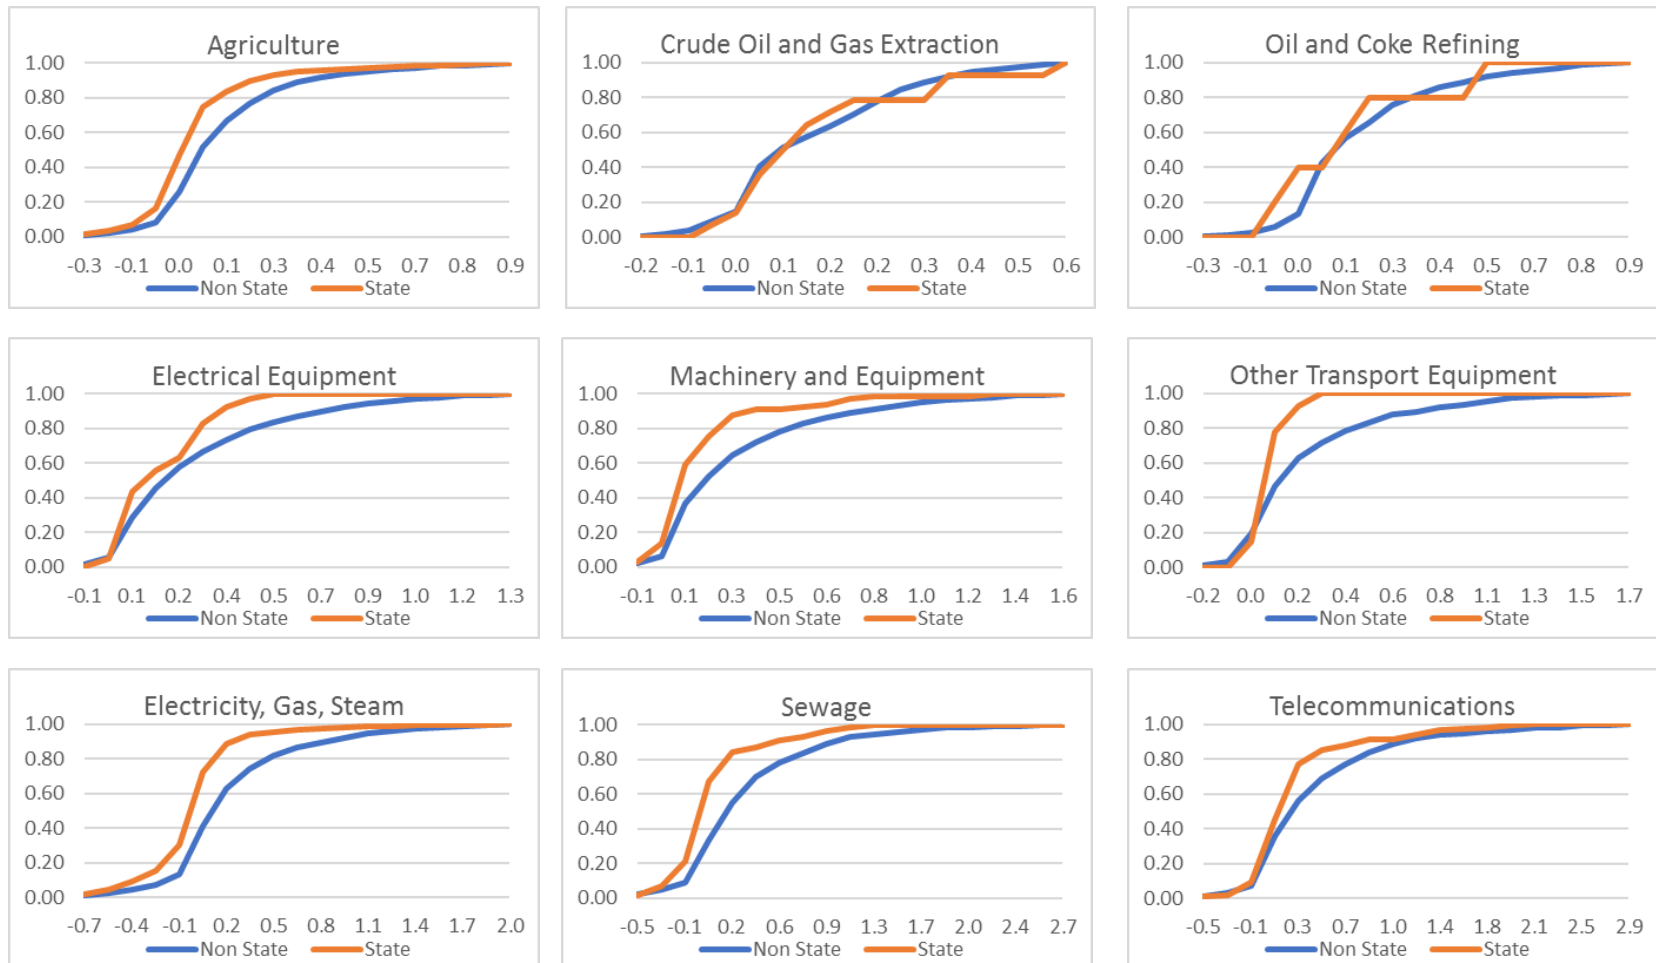 Agriculture
1.00
0.80
0.60
0.40
0.20
0.00
-0.3 -0.1 0.0 0.1 0.3 0.4 0.5 0.7 0.8 0.9
Non State State
Crude Oil and Gas Extraction
1.00
0.80
0.60
0.40
0.20
0.00
-0.2 -0.1 0.0 0.1 0.2 0.2 0.3 0.4 0.5 0.6
Non State State
Oil and Coke Refining
1.00
0.80
0.60
0.40
0.20
0.00
-0.3 -0.1 0.0 0.1 0.3 0.4 0.5 0.7 0.8 0.9
Non State State
Electrical Equipment
1.00
0.80
0.60
0.40
0.20
0.00
-0.1 0.1 0.2 0.4 0.5 0.7 0.9 1.0 1.2 1.3
Non State State
Machinery and Equipment
1.00
0.80
0.60
0.40
0.20
0.00
-0.1 0.1 0.3 0.5 0.6 0.8 1.0 1.2 1.4 1.6
Non State State
Other Transport Equipment
1.00
0.80
0.60
0.40
0.20
0.00
-0.2 0.0 0.2 0.4 0.6 0.8 1.1 1.3 1.5 1.7
Non State State
Electricity, Gas, Steam
1.00
0.80
0.60
0.40
0.20
0.00
-0.7 -0.4 -0.1 0.2 0.5 0.8 1.1 1.4 1.7 2.0
Non State State
Sewage
1.00
0.80
0.60
0.40
0.20
0.00
-0.5 -0.1 0.2 0.6 0.9 1.3 1.7 2.0 2.4 2.7
Non State State
Telecommunications
1.00
0.80
0.60
0.40
0.20
0.00
-0.5 -0.1 0.3 0.7 1.0 1.4 1.8 2.1 2.5 2.9
Non State State